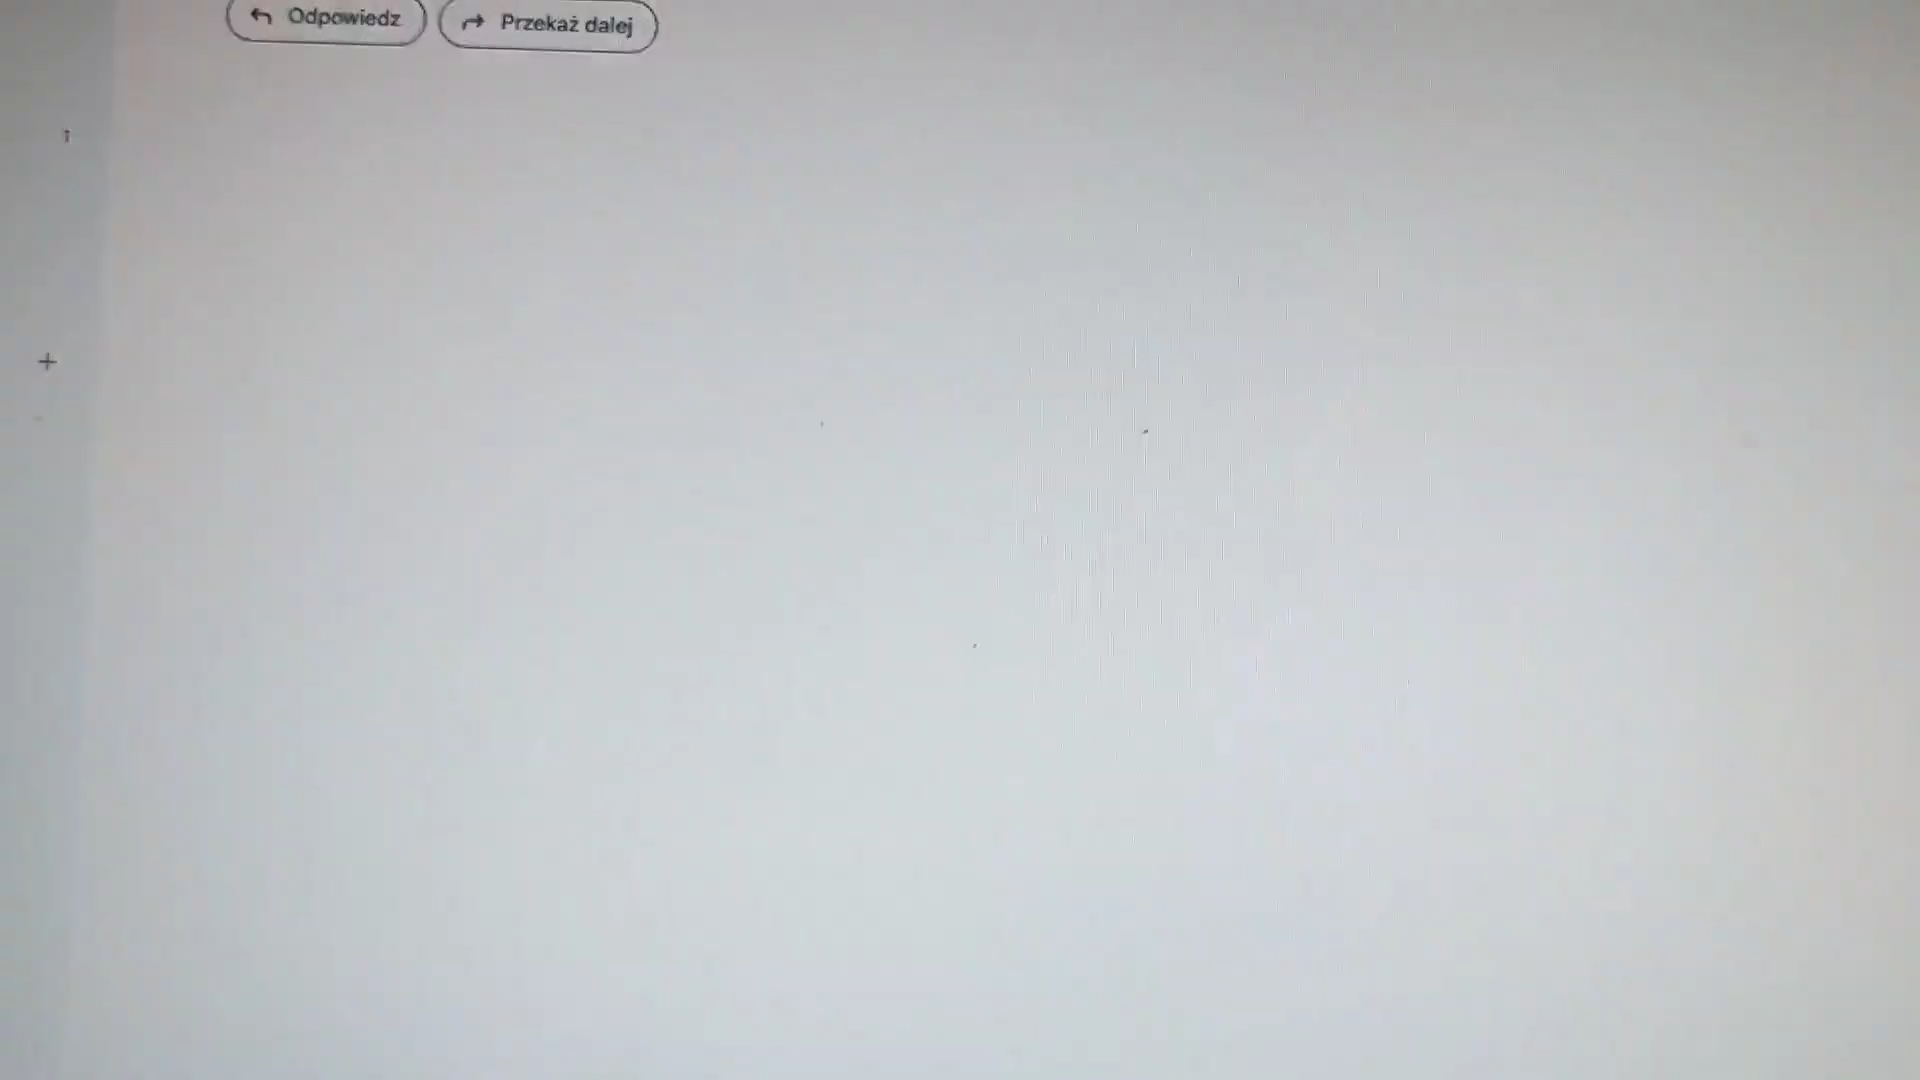 Odpowiedz
Przekaż dalej
+